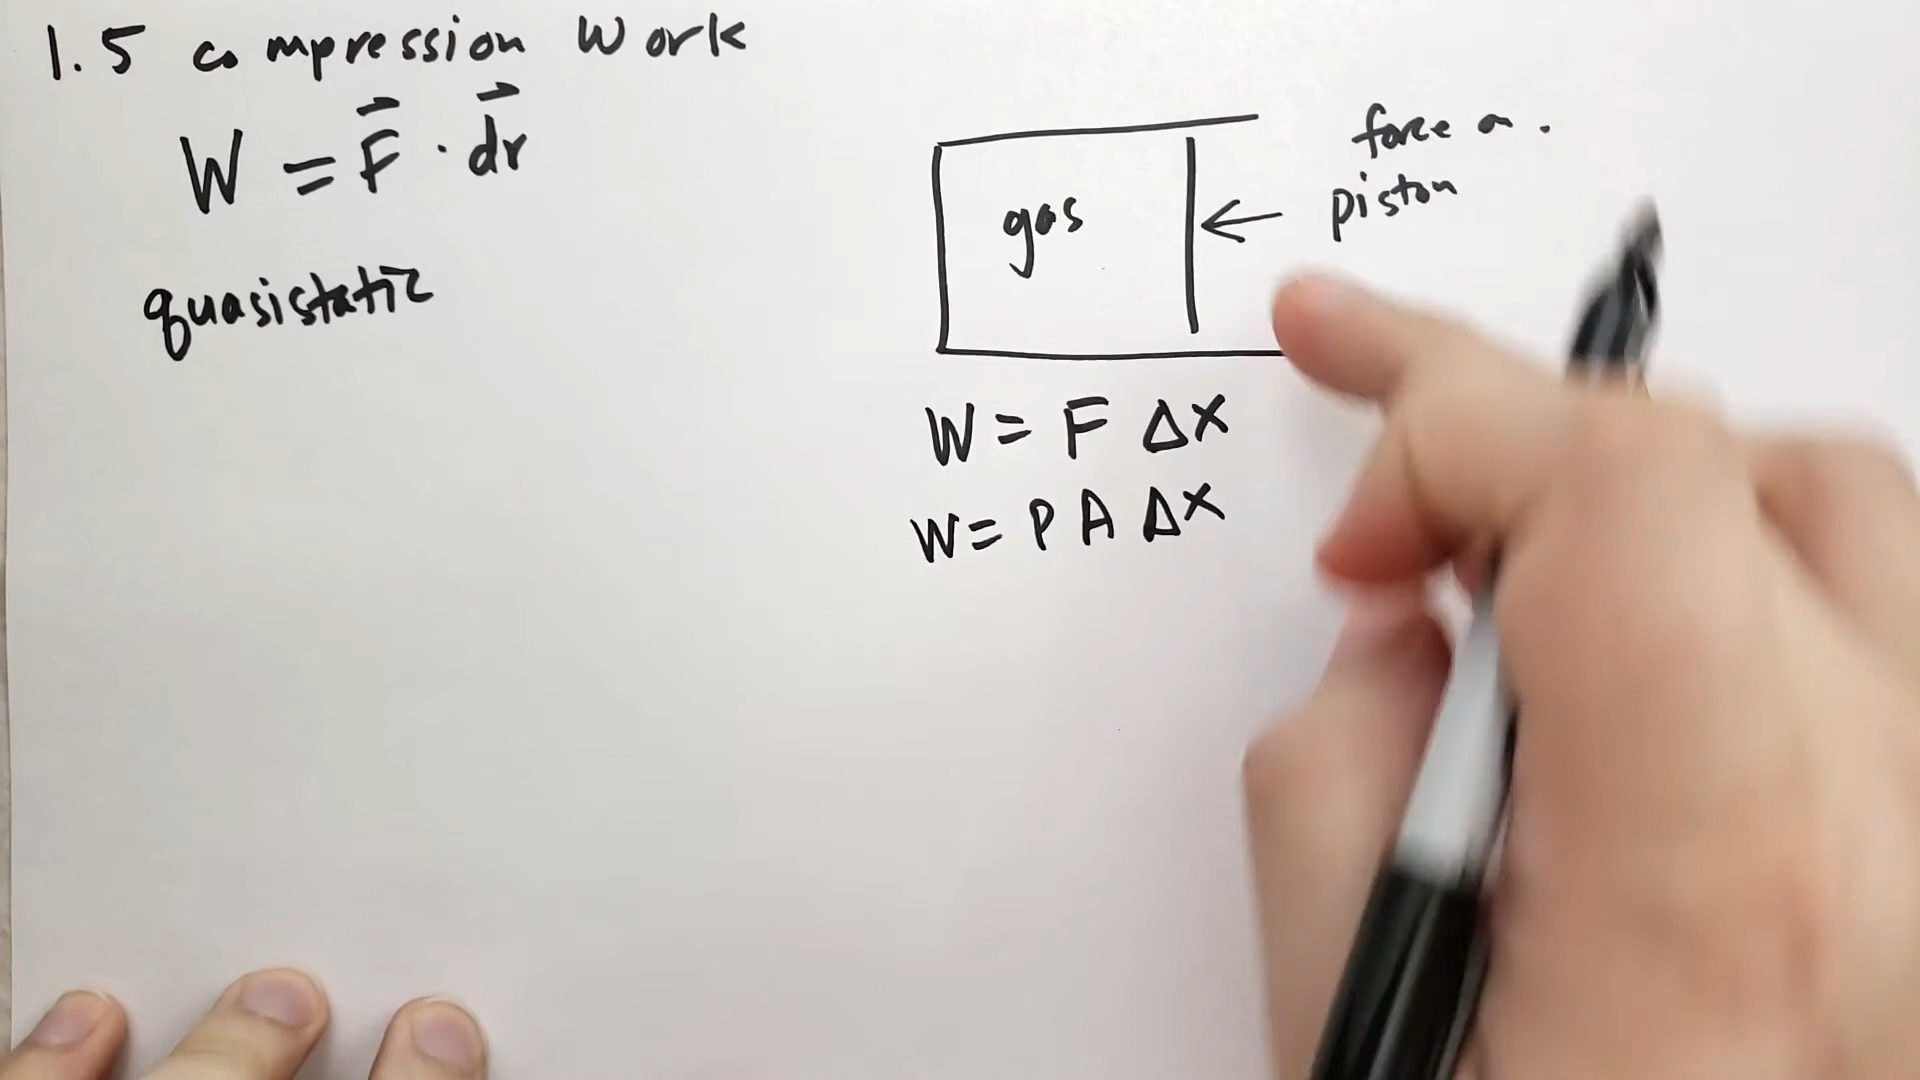 1.5 compression work
W = F⃗ · dr⃗
quasistatic
gas
force on
piston
W = F Δx
W = P A Δx